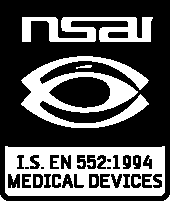 nsai
I.S. EN 552:1994
MEDICAL DEVICES